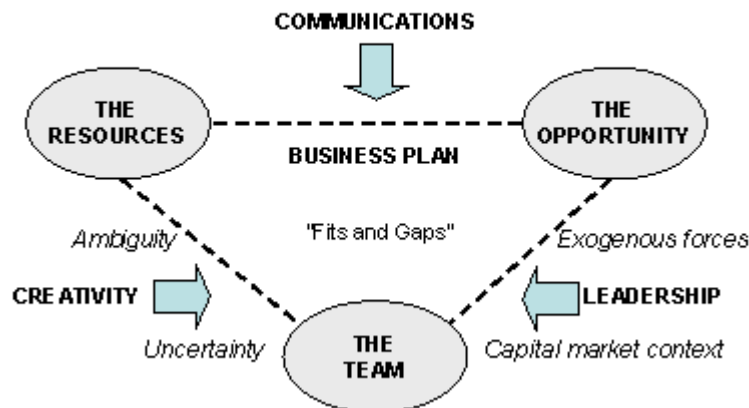 COMMUNICATIONS
THE
RESOURCES
THE
OPPORTUNITY
BUSINESS PLAN
Ambiguity
"Fits and Gaps"
Exogenous forces
CREATIVITY
LEADERSHIP
Uncertainty
THE
TEAM
Capital market context